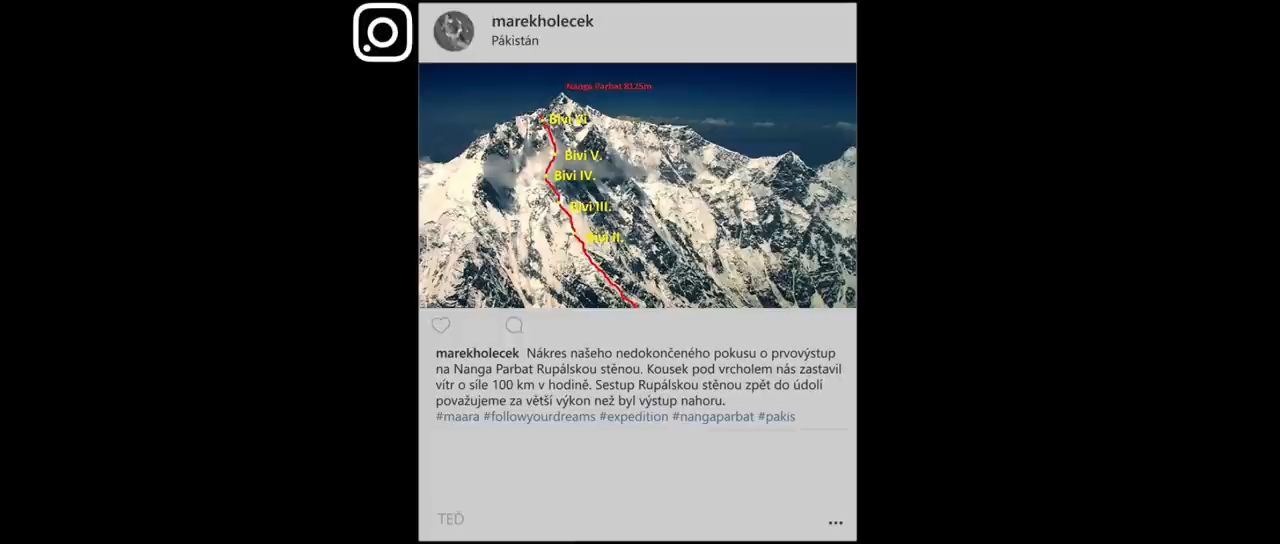 marekholecek
Pákistán
Nanga Parbat 8125m
Bivi VI.
Bivi V.
Bivi IV.
Bivi III.
Bivi II.
marekholecek Nákres našeho nedokončeného pokusu o prvovýstup
na Nanga Parbat Rupálskou stěnou. Kousek pod vrcholem nás zastavil
vítr o síle 100 km v hodině. Sestup Rupálskou stěnou zpět do údolí
považujeme za větší výkon než byl výstup nahoru.
#maara #followyourdreams #expedition #nangaparbat #pakis
TEĎ